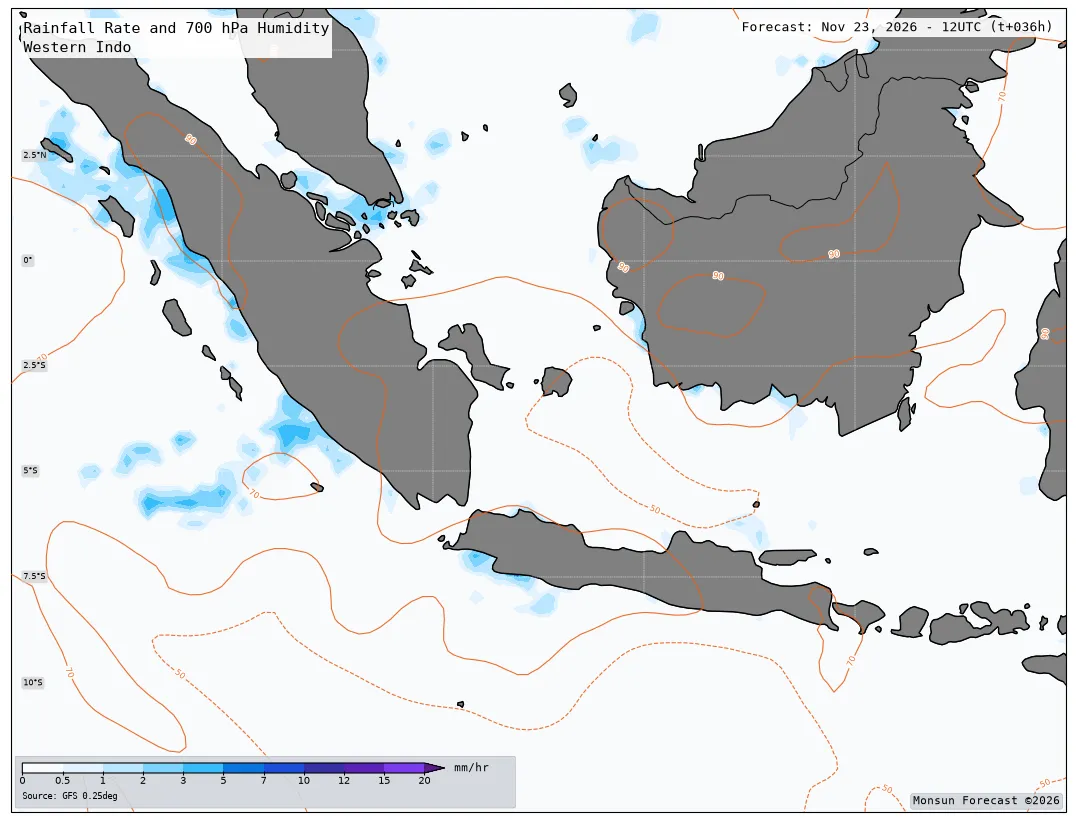 Rainfall Rate and 700 hPa Humidity
Western Indo
Forecast: Nov 23, 2026 - 12UTC (t+036h)
70
90
2.5°N
0°
90
90
90
90
70
2.5°S
5°S
70
50
7.5°S
70
70
50
10°S
50
50
mm/hr
0 0.5 1 2 3 5 7 10 12 15 20
Source: GFS 0.25deg
Monsun Forecast ©2026